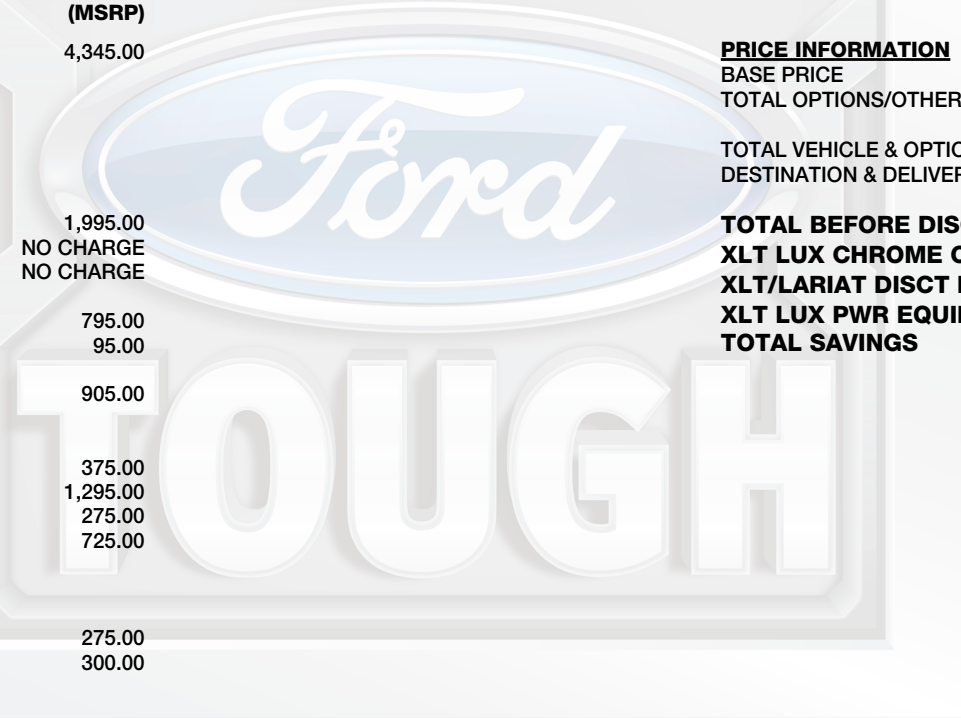 (MSRP)
4,345.00
1,995.00
NO CHARGE
NO CHARGE
795.00
95.00
905.00
375.00
1,295.00
275.00
725.00
275.00
300.00
PRICE INFORMATION
BASE PRICE
TOTAL OPTIONS/OTHER
TOTAL VEHICLE & OPTIO
DESTINATION & DELIVER
TOTAL BEFORE DIS
XLT LUX CHROME
XLT/LARIAT DISCT
XLT LUX PWR EQUI
TOTAL SAVINGS
Ford
TOUGH